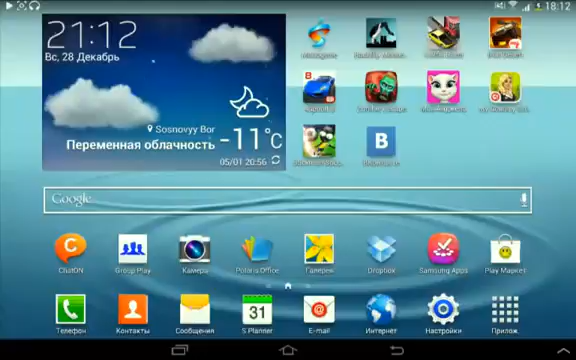 18:12
21:12
Вс, 28 Декабрь
Sosnovyy Bor
Переменная облачность
-11°C
05/01 20:56
B
Google
ChatON
Group Play
Камера
Polaris Office
Галерея
Dropbox
Samsung Apps
Play Маркет
Телефон
Контакты
Сообщения
31
S Planner
E-mail
Интернет
Настройки
Прилож.